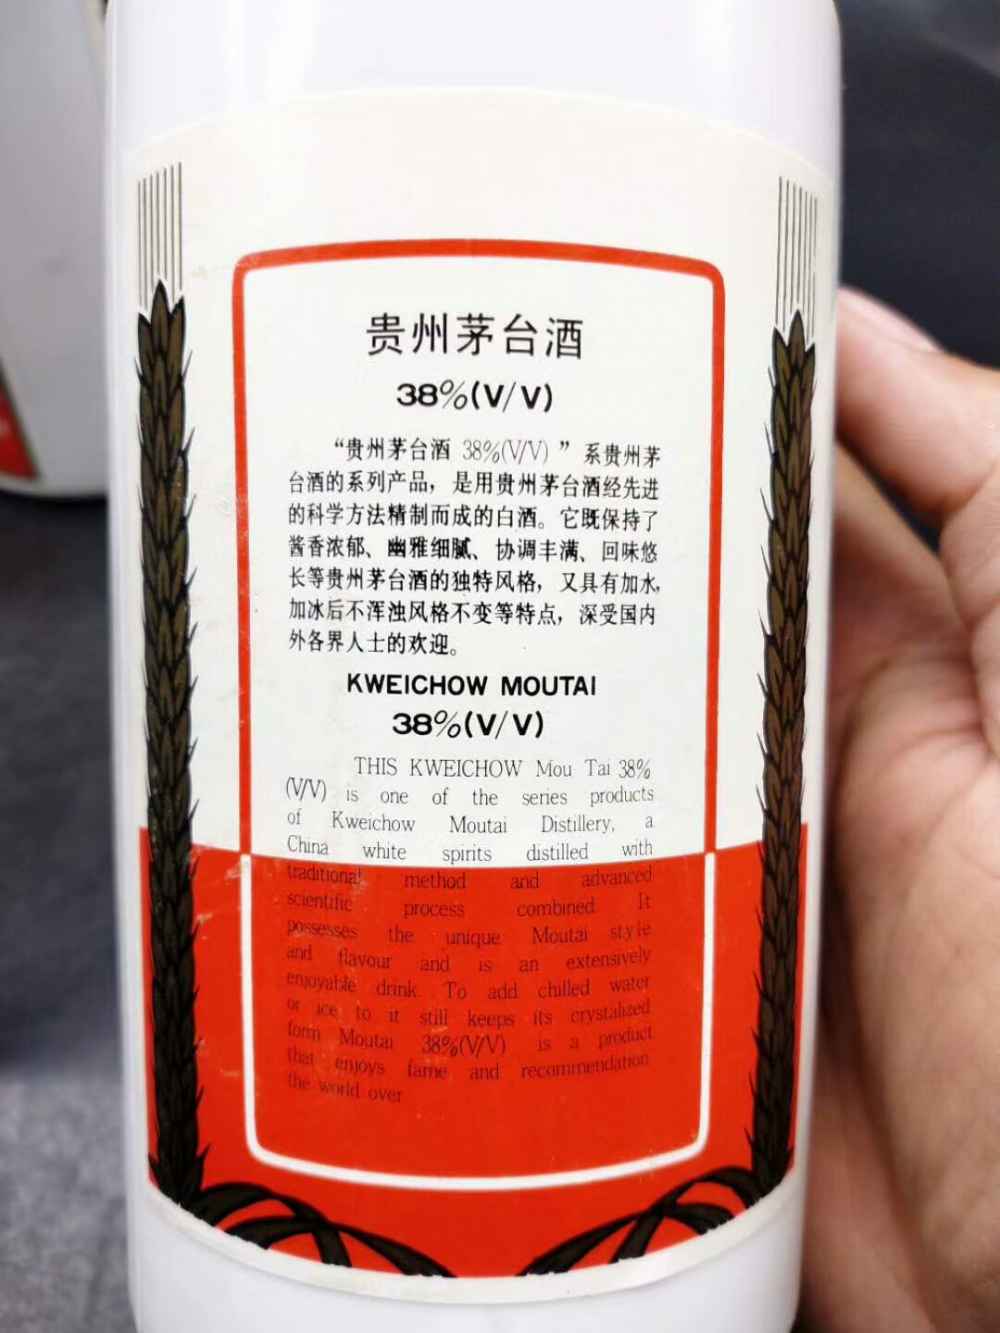 贵州茅台酒
38%(V/V)
“贵州茅台酒 38%(V/V)”系贵州茅
台酒的系列产品，是用贵州茅台酒经先进
的科学方法精制而成的白酒。它既保持了
酱香浓郁、幽雅细腻、协调丰满、回味悠
长等贵州茅台酒的独特风格，又具有加水，
加冰后不浑浊风格不变等特点，深受国内
外各界人士的欢迎。
KWEICHOW MOUTAI
38%(V/V)
THIS KWEICHOW Mou Tai 38%
(V/V) is one of the series products
of Kweichow Moutai Distillery, a
China white spirits distilled with
traditional method and advanced
scientific process combined. It
possesses the unique Moutai style
and flavour and is an extensively
enjoyable drink. To add chilled water
or ice to it still keeps its crystalized
form Moutai 38%(V/V) is a product
that enjoys fame and recommendation
the world over